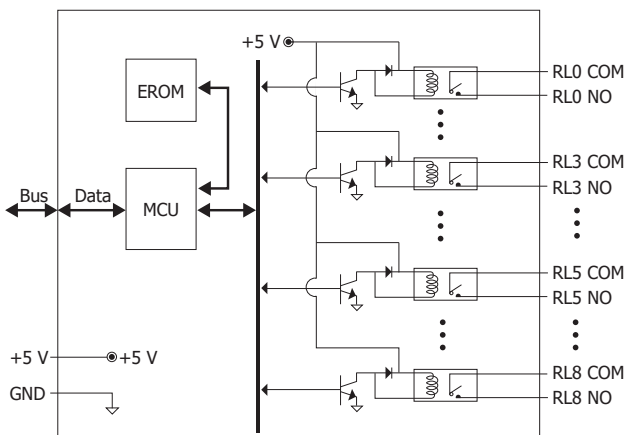 +5 V
RL0 COM
RL0 NO
EROM
RL3 COM
RL3 NO
Bus
Data
MCU
RL5 COM
RL5 NO
+5 V
+5 V
RL8 COM
GND
RL8 NO